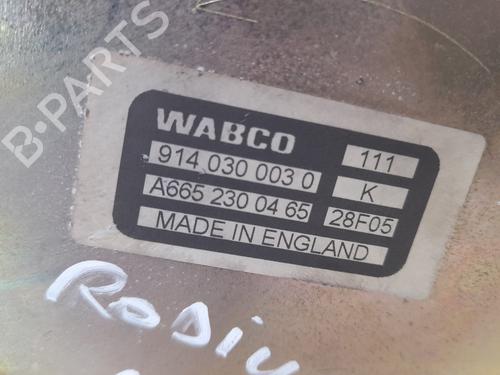 B-PARTS
WABCO
914 030 003 0
111
A665 230 04 65
K
28F05
MADE IN ENGLAND